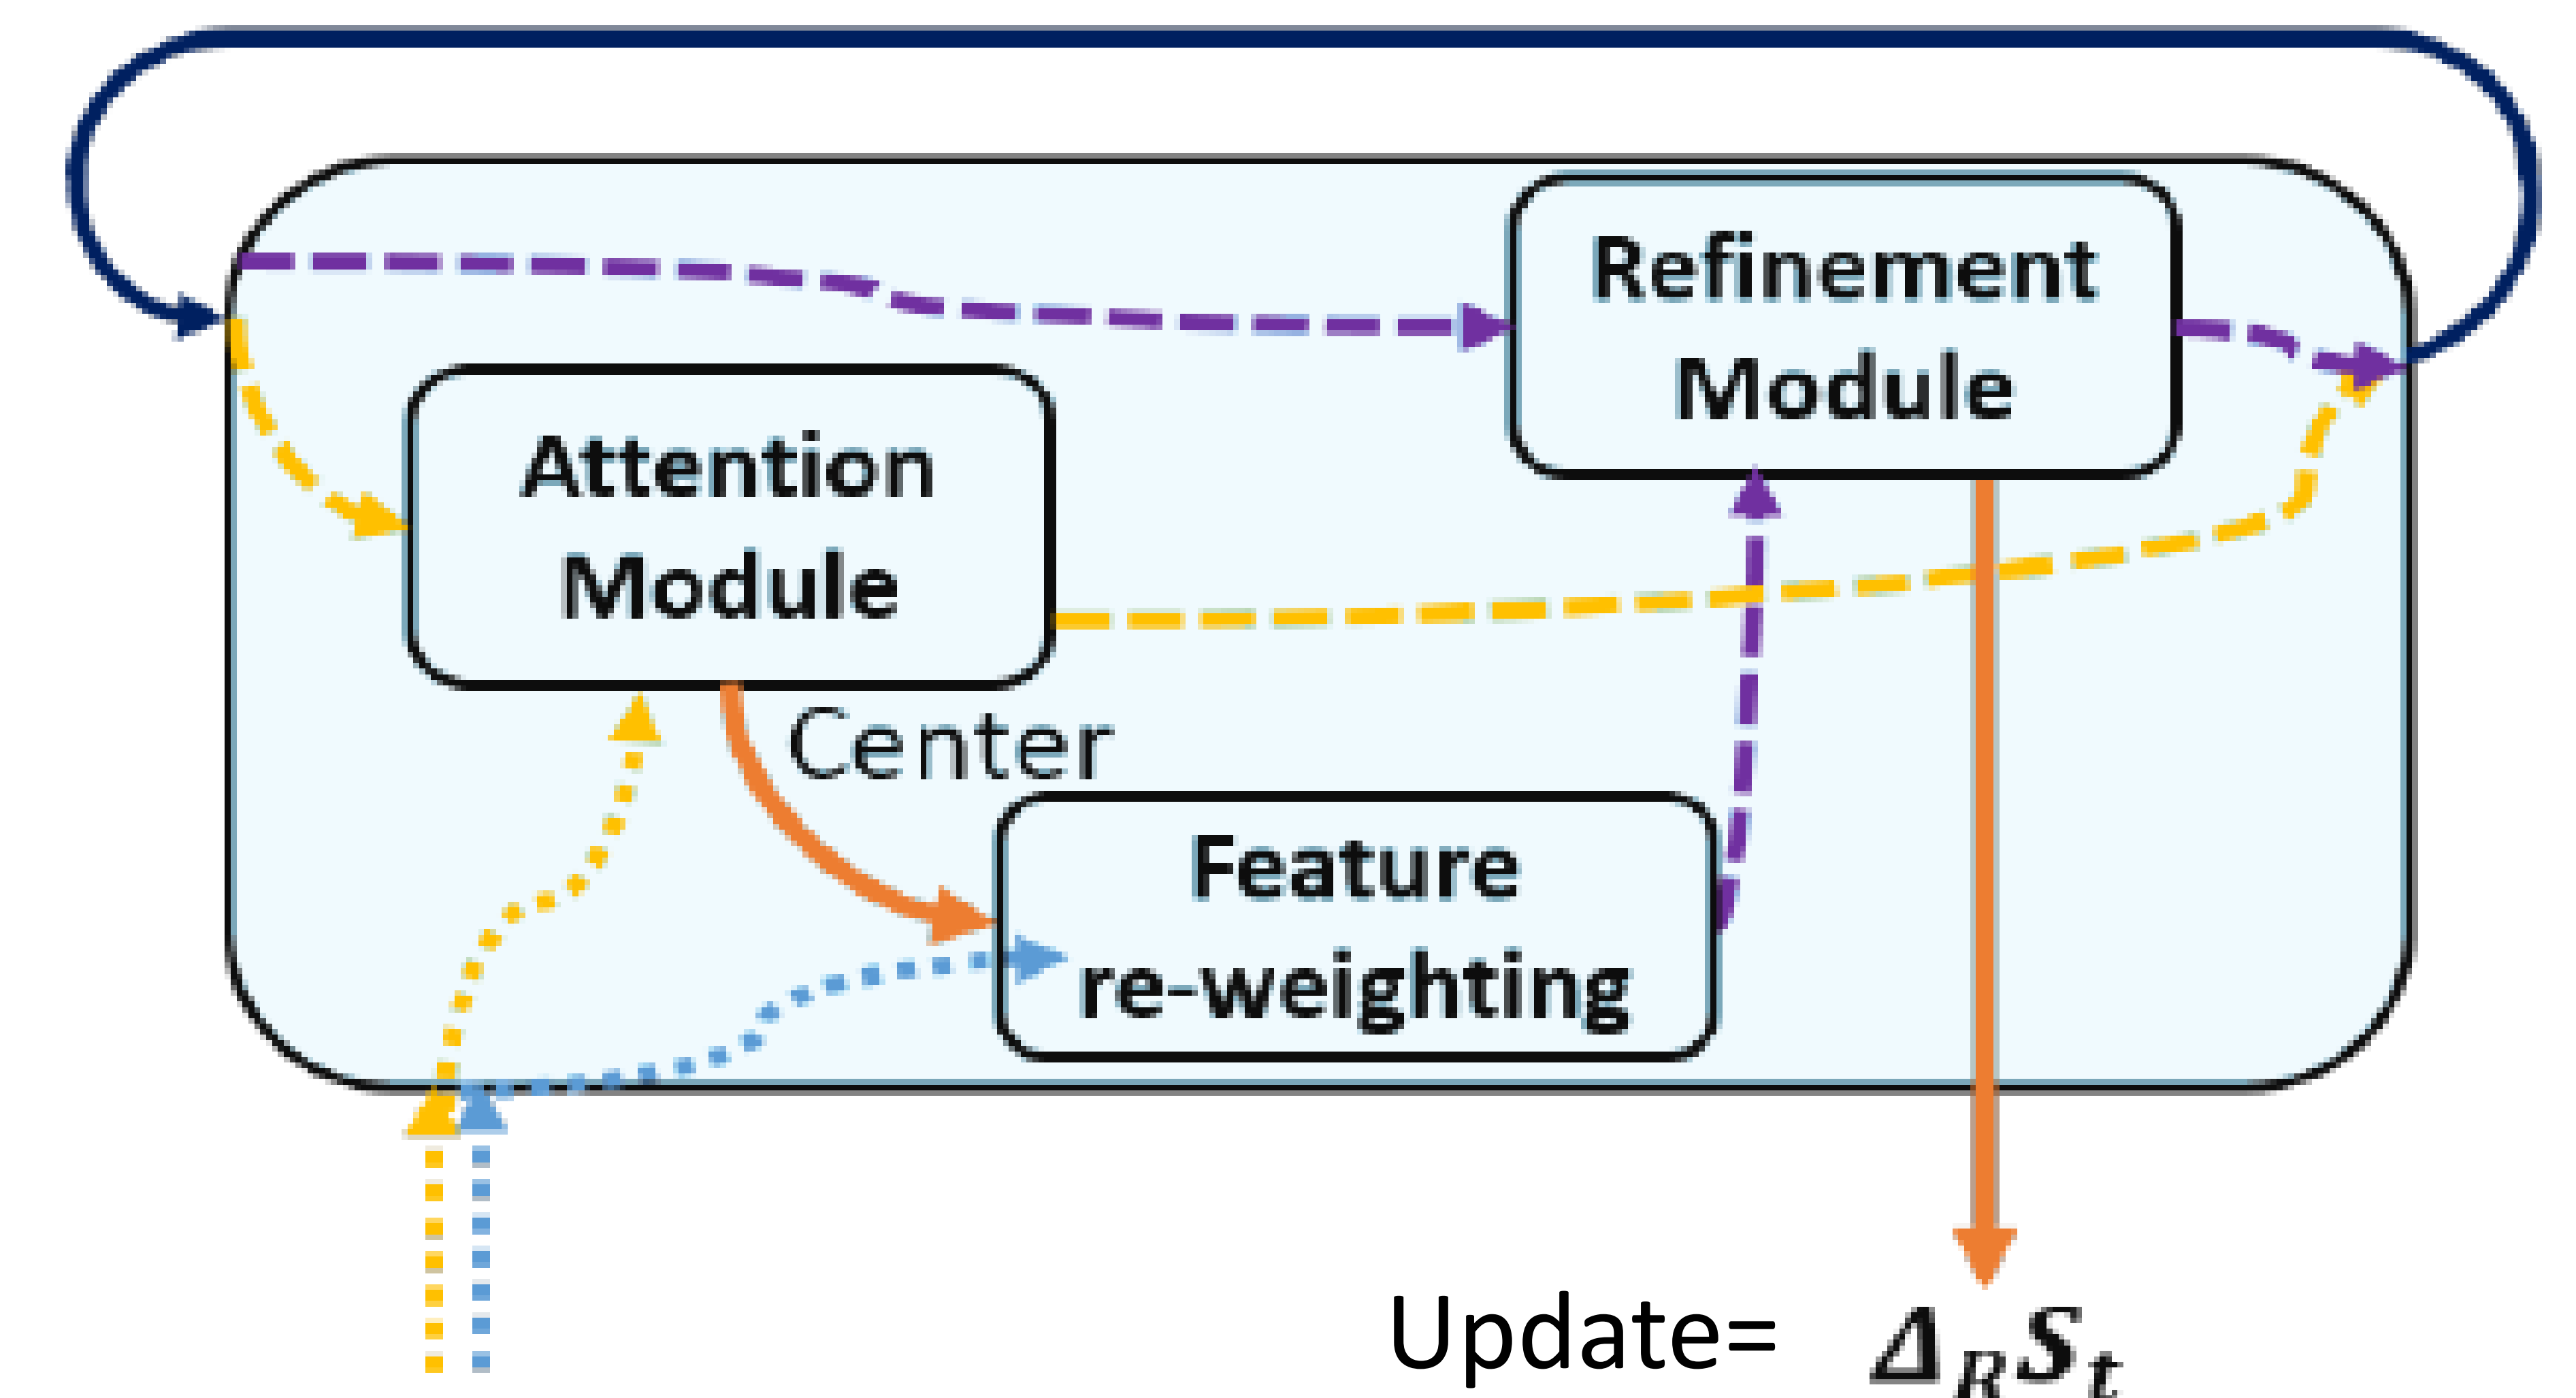 Refinement
Module
Attention
Module
Center
Feature
re-weighting
Update= Δ_R S_t